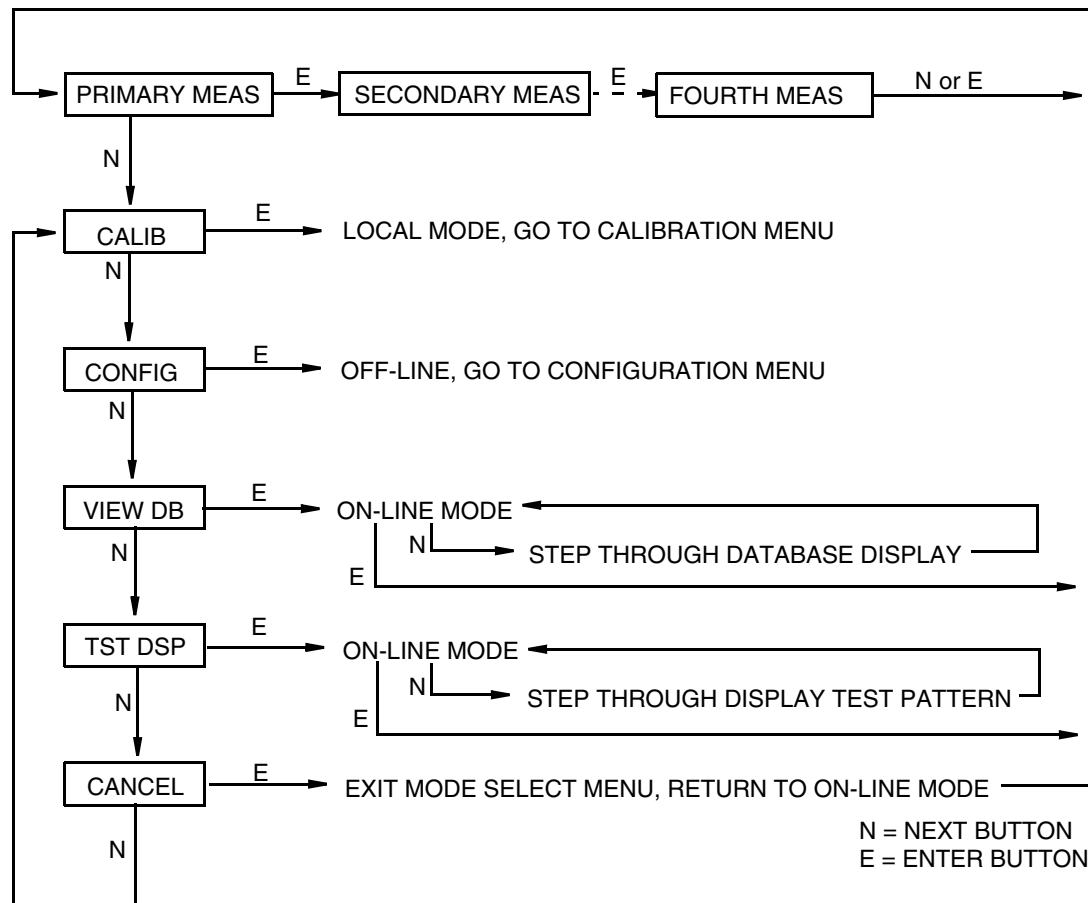 PRIMARY MEAS
E
SECONDARY MEAS
E
FOURTH MEAS
N or E
N
CALIB
E
LOCAL MODE, GO TO CALIBRATION MENU
N
CONFIG
E
OFF-LINE, GO TO CONFIGURATION MENU
N
VIEW DB
E
ON-LINE MODE
N
STEP THROUGH DATABASE DISPLAY
N
E
TST DSP
E
ON-LINE MODE
N
STEP THROUGH DISPLAY TEST PATTERN
N
E
CANCEL
E
EXIT MODE SELECT MENU, RETURN TO ON-LINE MODE
N
N = NEXT BUTTON
E = ENTER BUTTON